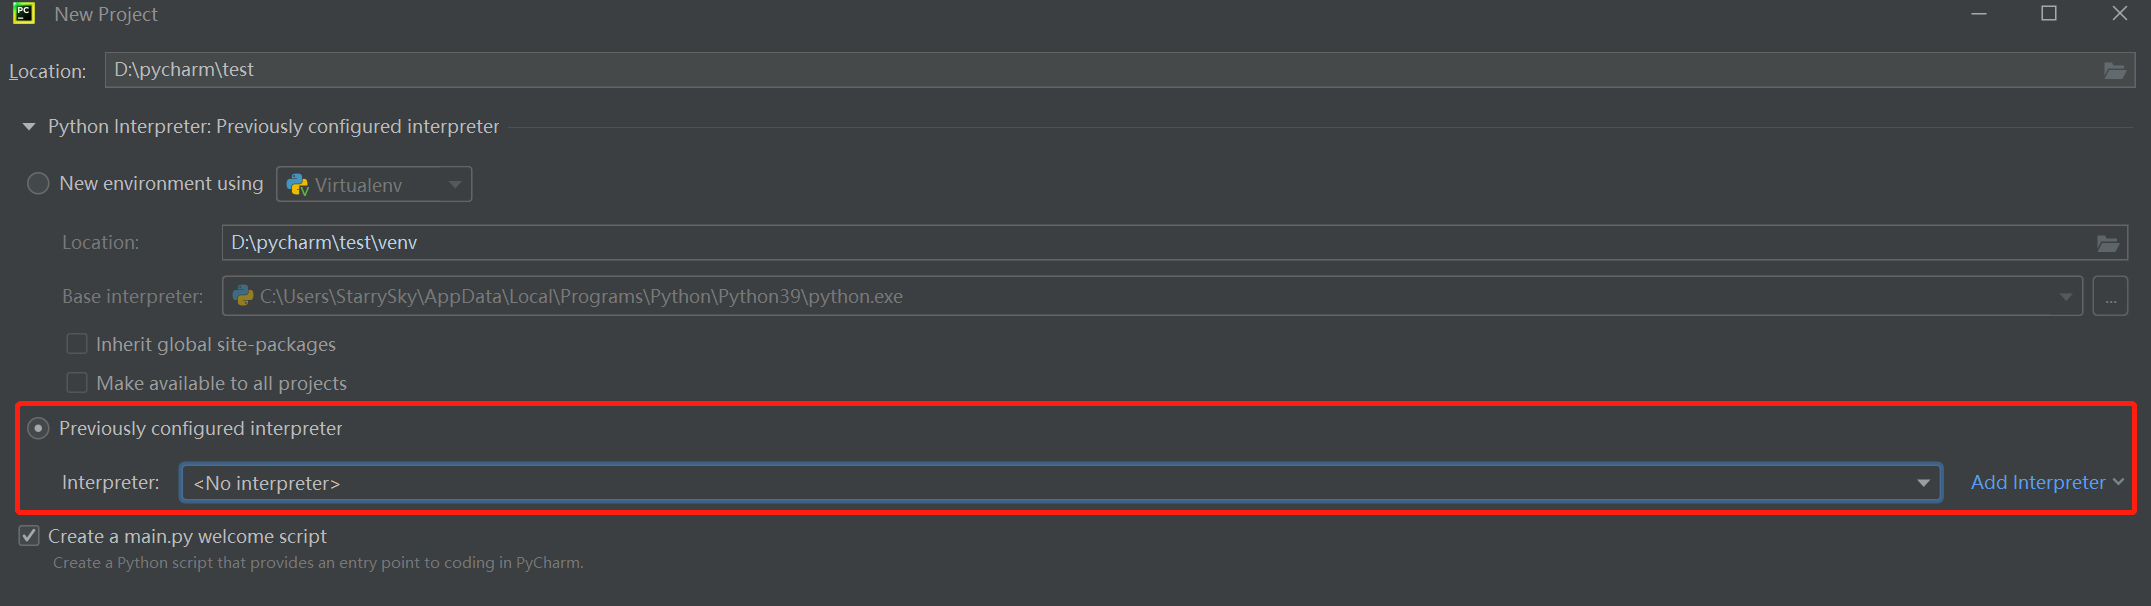 PC New Project
Location: D:\pycharm\test
Python Interpreter: Previously configured interpreter
New environment using Virtualenv
Location: D:\pycharm\test\venv
Base interpreter: C:\Users\StarrySky\AppData\Local\Programs\Python\Python39\python.exe ...
Inherit global site-packages
Make available to all projects
Previously configured interpreter
Interpreter: <No interpreter> Add Interpreter
Create a main.py welcome script
Create a Python script that provides an entry point to coding in PyCharm.